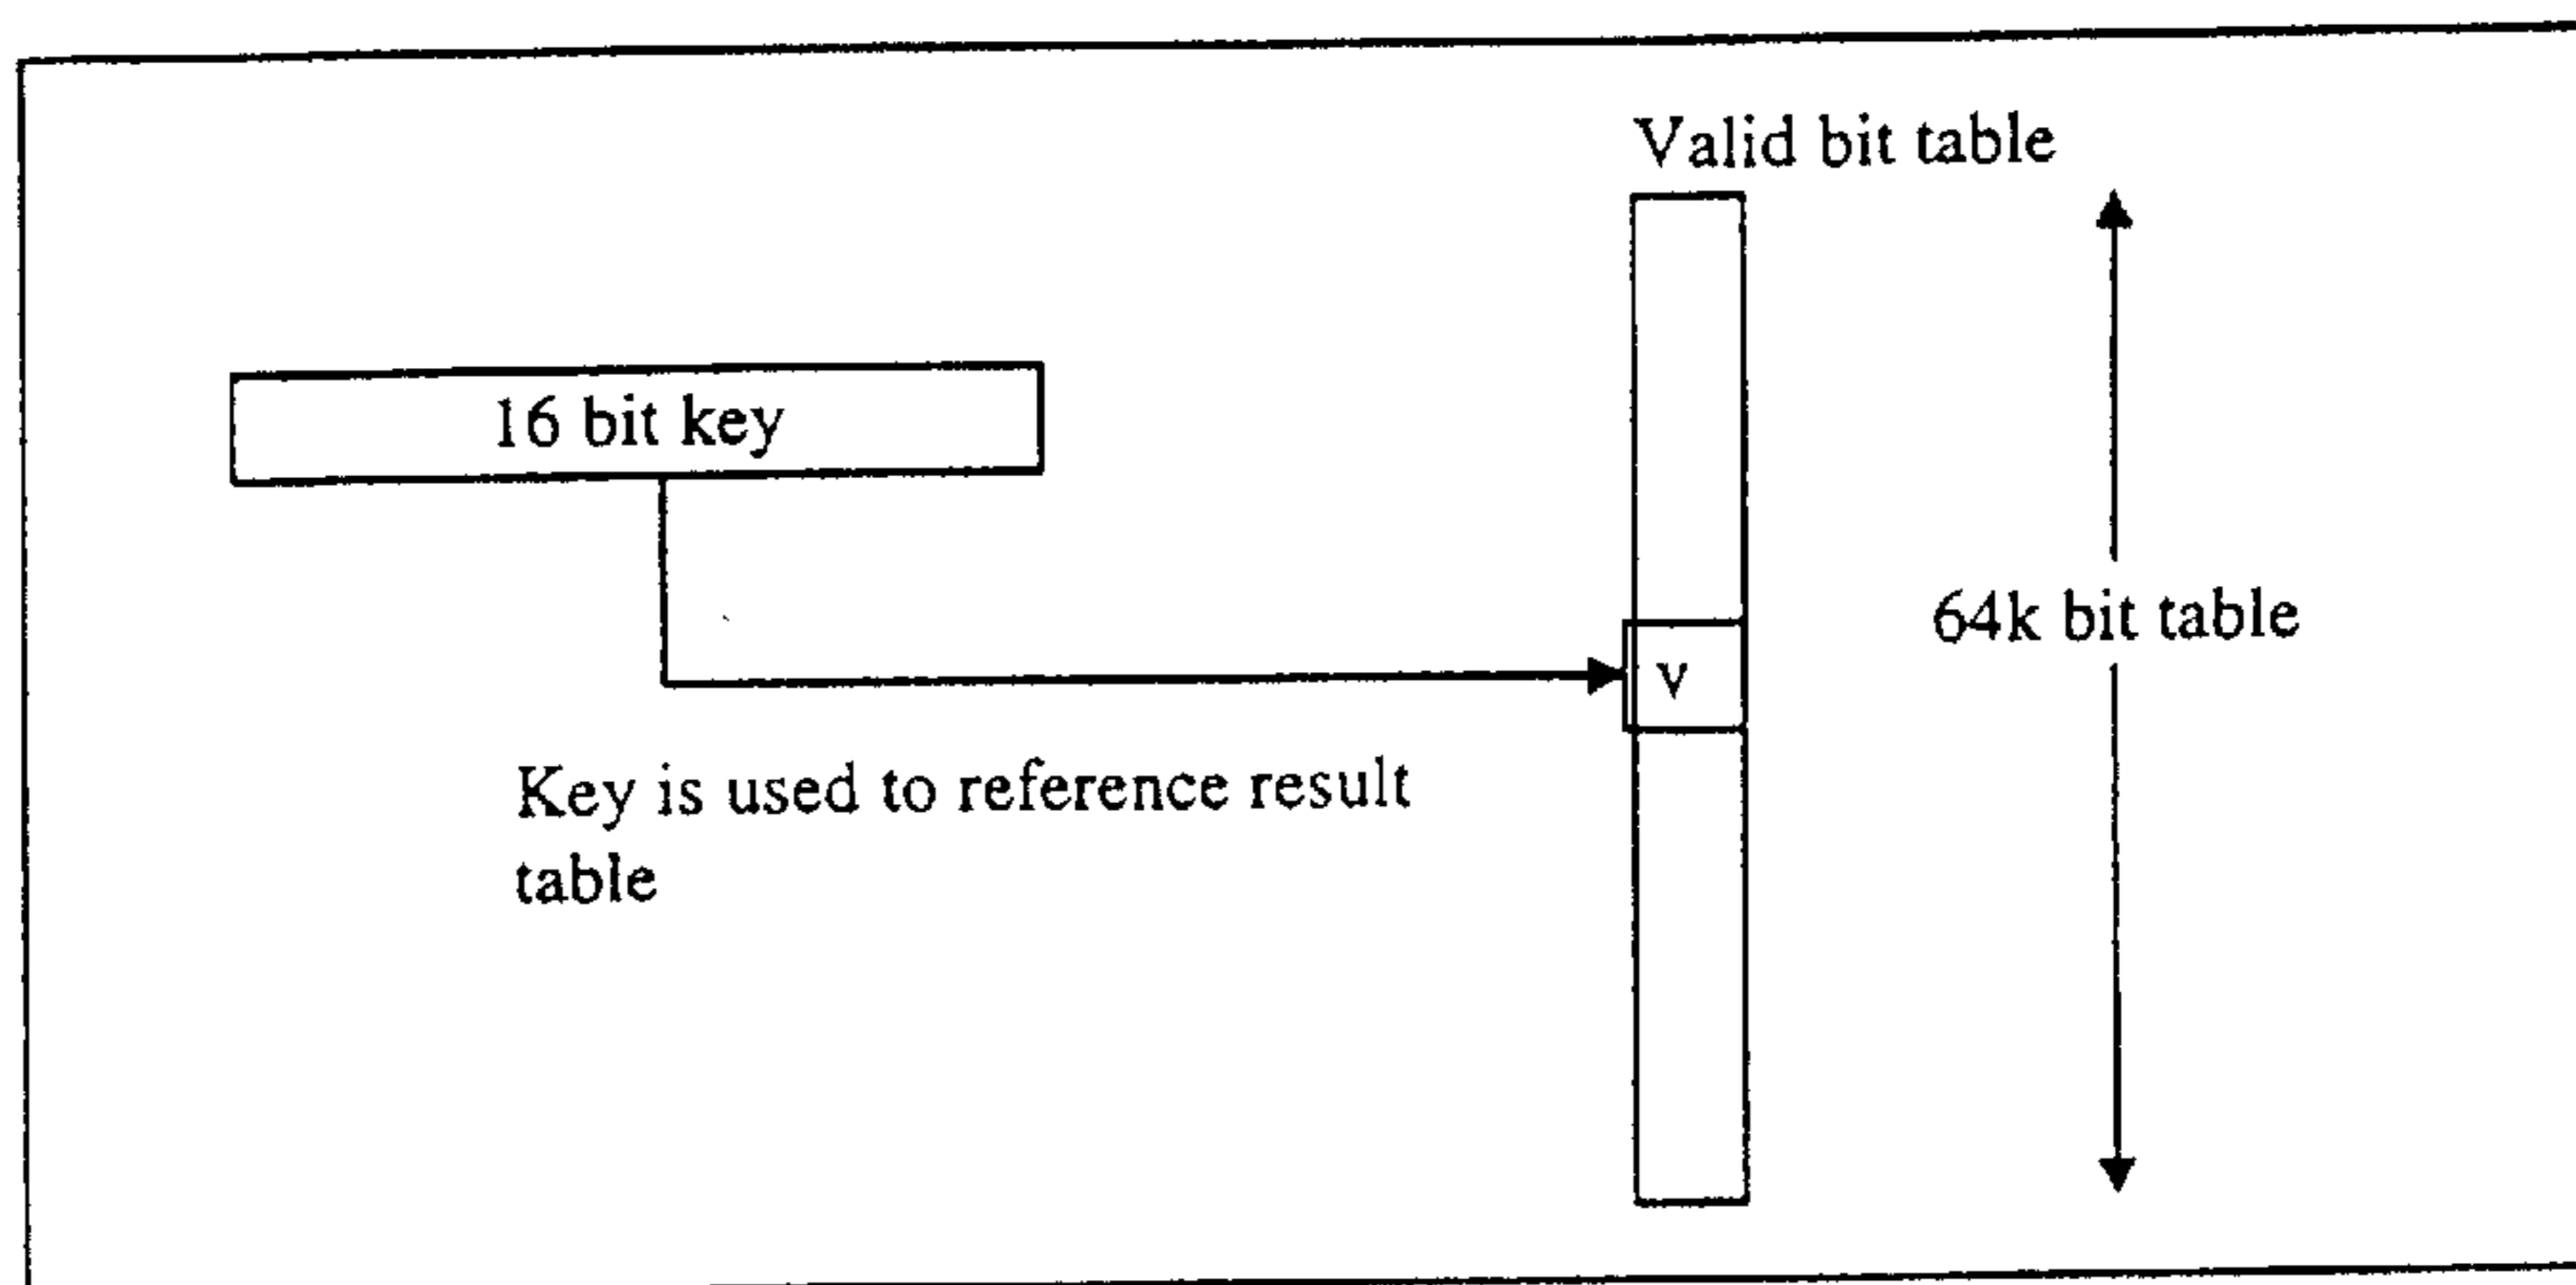 Valid bit table
16 bit key
64k bit table
v
Key is used to reference result
table